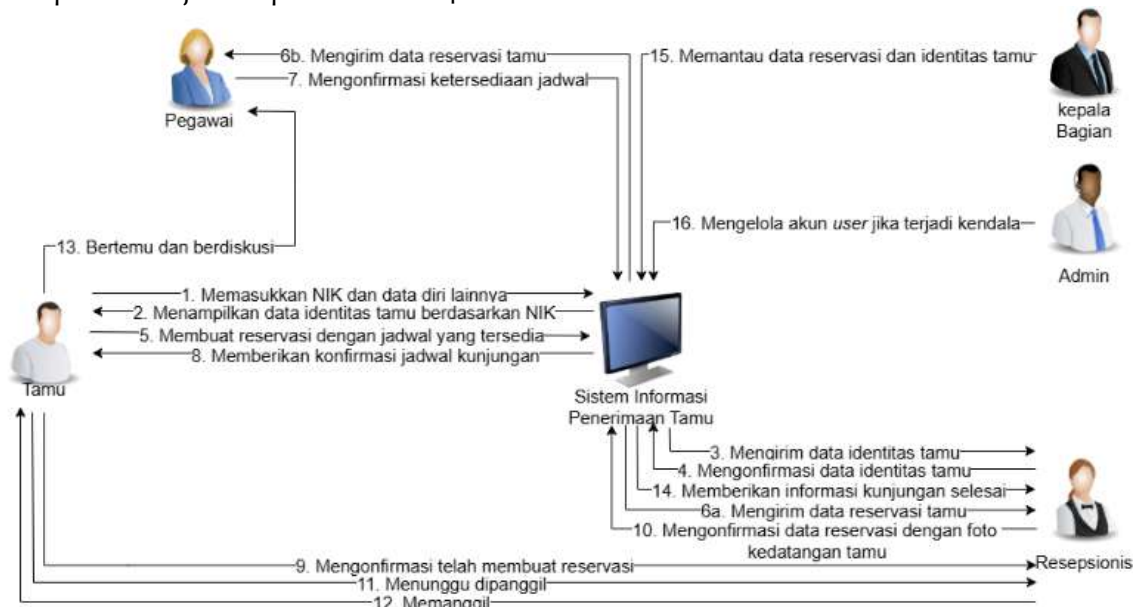 6b. Mengirim data reservasi tamu
7. Mengonfirmasi ketersediaan jadwal
Pegawai
15. Memantau data reservasi dan identitas tamu
kepala
Bagian
16. Mengelola akun user jika terjadi kendala
Admin
13. Bertemu dan berdiskusi
1. Memasukkan NIK dan data diri lainnya
2. Menampilkan data identitas tamu berdasarkan NIK
5. Membuat reservasi dengan jadwal yang tersedia
8. Memberikan konfirmasi jadwal kunjungan
Tamu
Sistem Informasi
Penerimaan Tamu
3. Mengirim data identitas tamu
4. Mengonfirmasi data identitas tamu
14. Memberikan informasi kunjungan selesai
6a. Mengirim data reservasi tamu
10. Mengonfirmasi data reservasi dengan foto
kedatangan tamu
Resepsionis
9. Mengonfirmasi telah membuat reservasi
11. Menunggu dipanggil
12. Memanggil